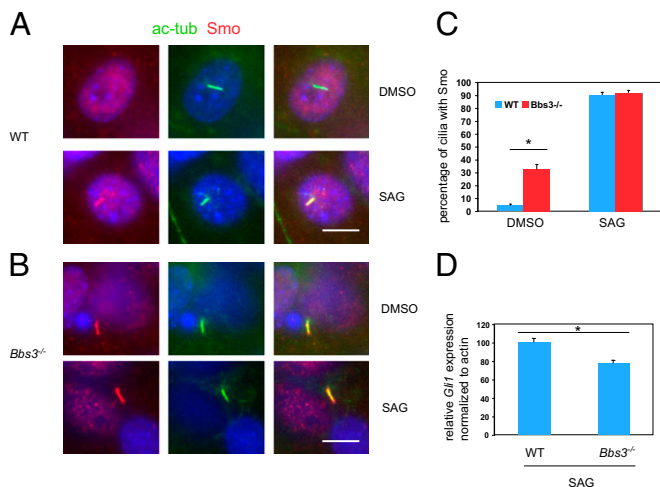 A
ac-tub Smo
DMSO
WT
SAG
B
DMSO
Bbs3-/-
SAG
C
percentage of cilia with Smo
100
90
80
70
60
50
40
30
20
10
0
WT Bbs3-/-
*
DMSO SAG
D
relative Gli1 expression
normalized to actin
120
100
80
60
40
20
0
*
WT Bbs3-/-
SAG